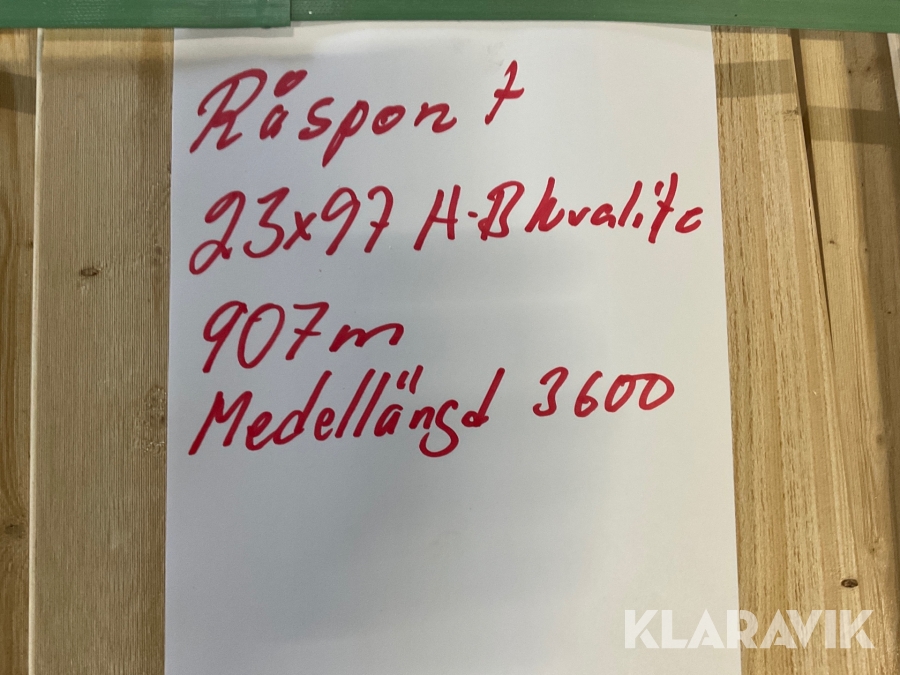 Råspont
23x97 A-B kvalite
907m
Medellängd 3600
KLARAVIK